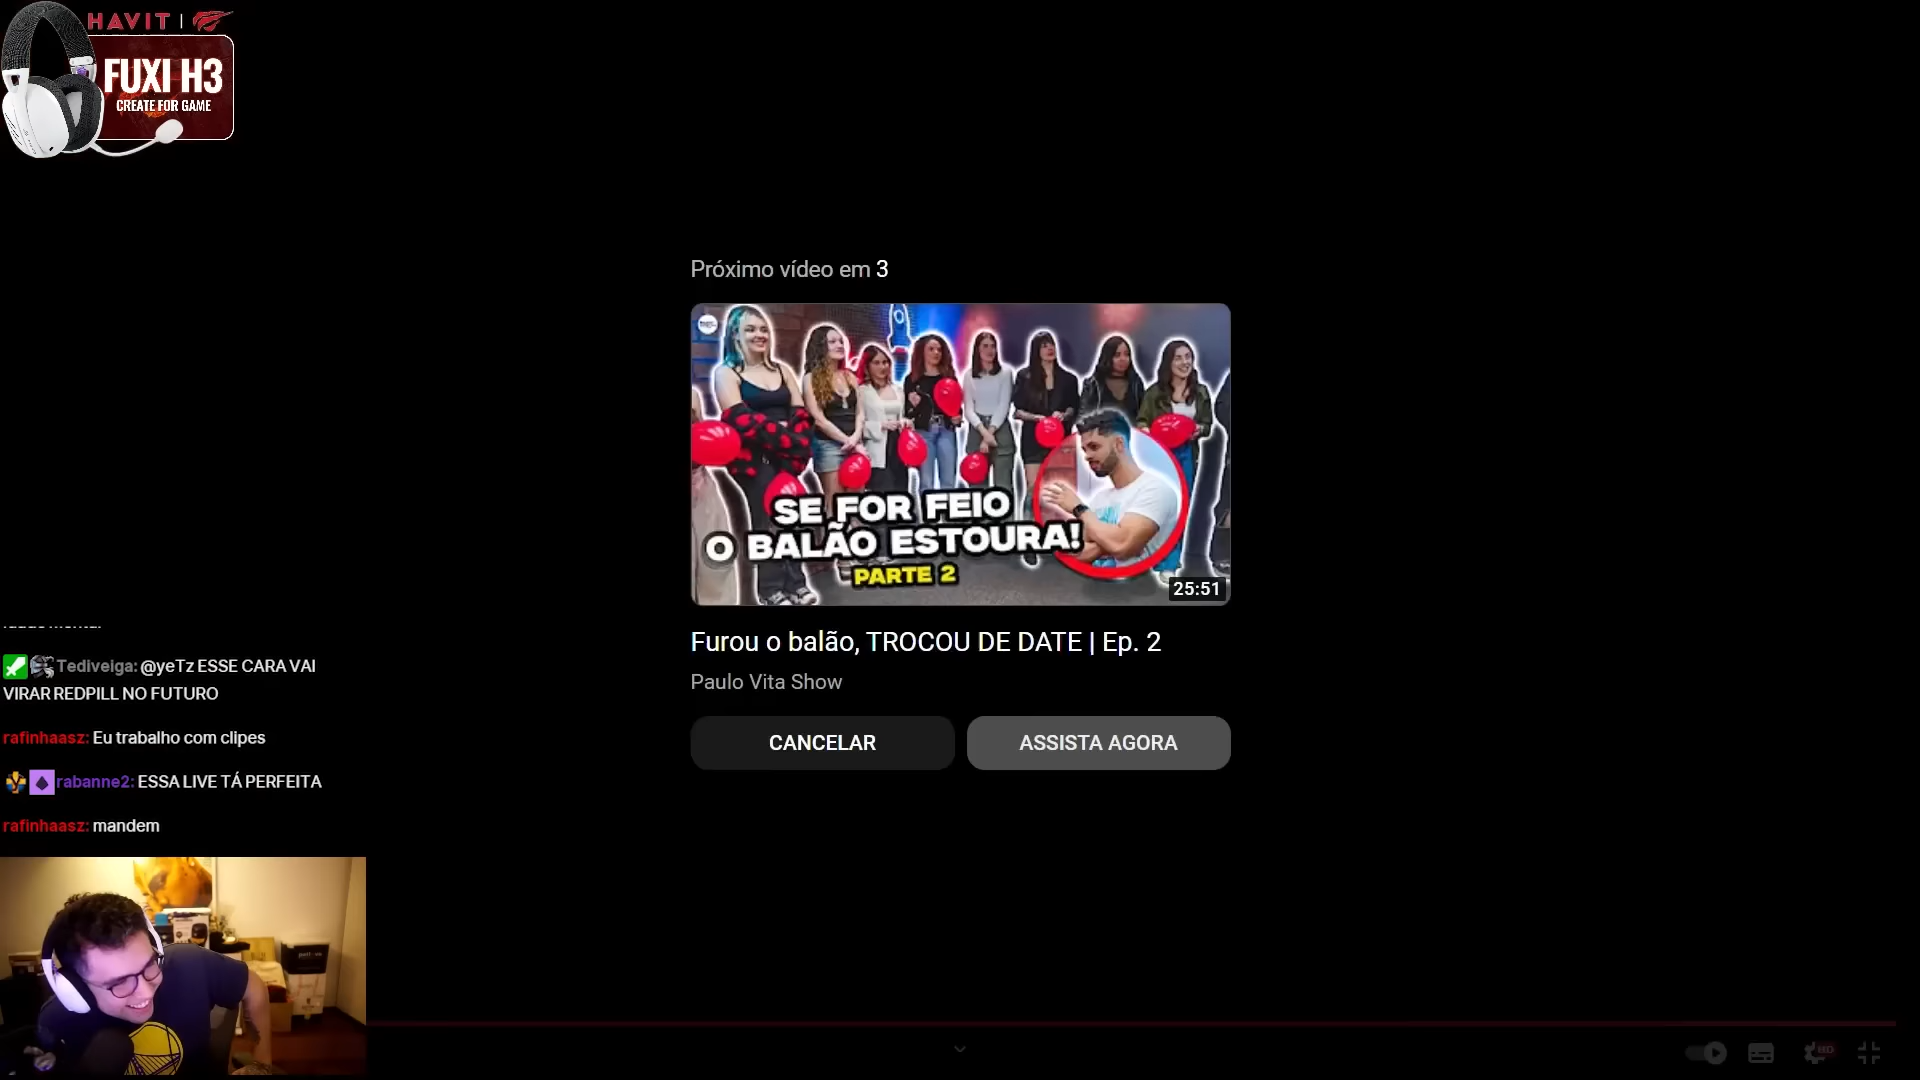 HAVIT
FUXI H3
CREATE FOR GAME
Próximo vídeo em 3
SE FOR FEIO
O BALÃO ESTOURA!
PARTE 2
25:51
Furou o balão, TROCOU DE DATE | Ep. 2
Paulo Vita Show
CANCELAR
ASSISTA AGORA
Tediveiga: @yeTz ESSE CARA VAI
VIRAR REDPILL NO FUTURO
rafinhaasz: Eu trabalho com clipes
rabanne2: ESSA LIVE TÁ PERFEITA
rafinhaasz: mandem
HD